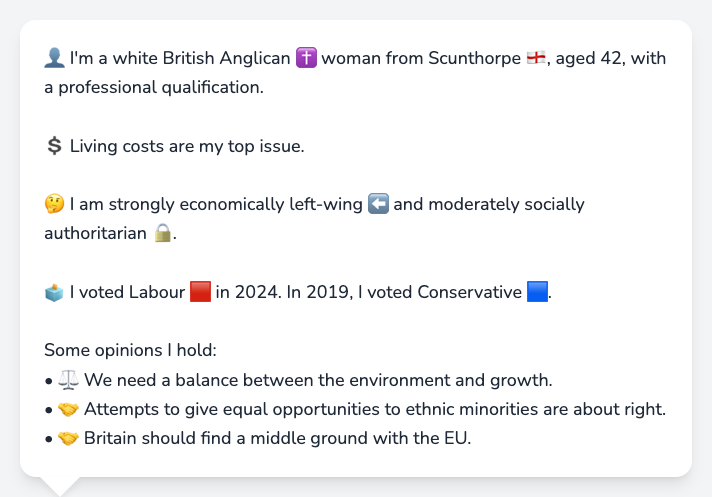 👤 I'm a white British Anglican ✝️ woman from Scunthorpe 🏴󠁧󠁢󠁥󠁮󠁧󠁿, aged 42, with
a professional qualification.
💲 Living costs are my top issue.
🤔 I am strongly economically left-wing ⬅️ and moderately socially
authoritarian 🔒.
🗳️ I voted Labour 🟥 in 2024. In 2019, I voted Conservative 🟦.
Some opinions I hold:
• ⚖️ We need a balance between the environment and growth.
• 🤝 Attempts to give equal opportunities to ethnic minorities are about right.
• 🤝 Britain should find a middle ground with the EU.